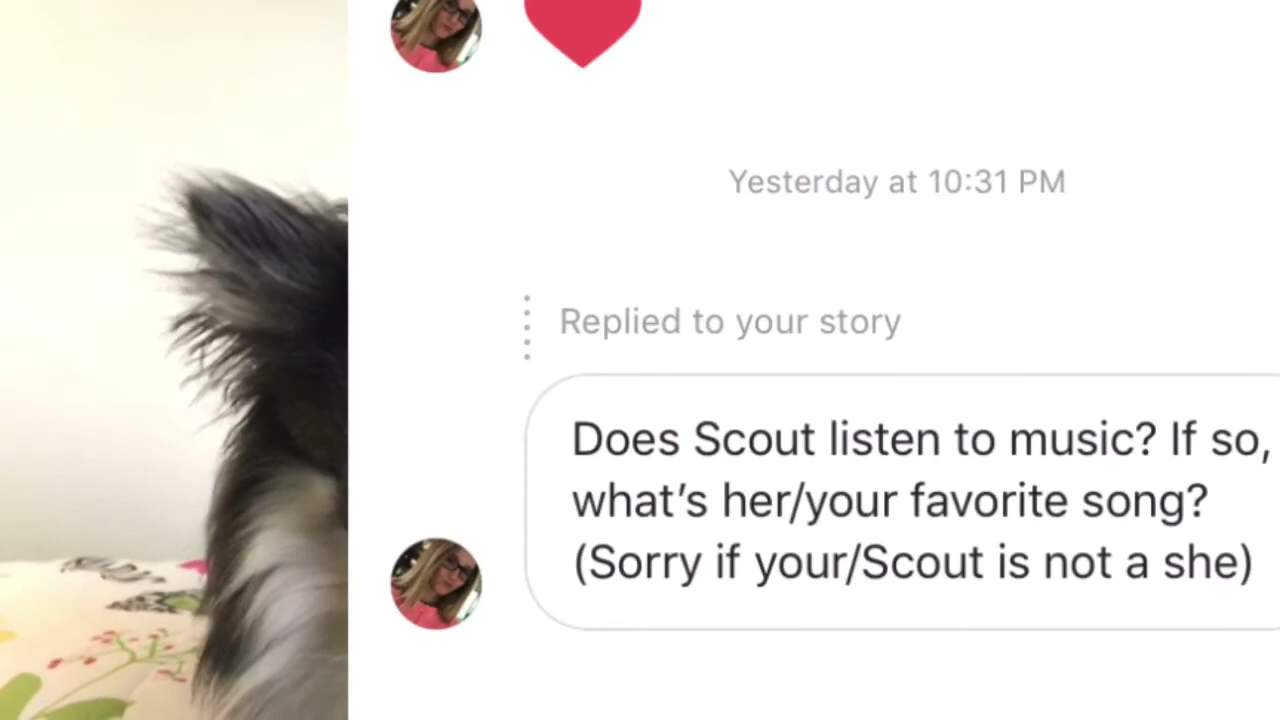 Yesterday at 10:31 PM
Replied to your story
Does Scout listen to music? If so,
what’s her/your favorite song?
(Sorry if your/Scout is not a she)